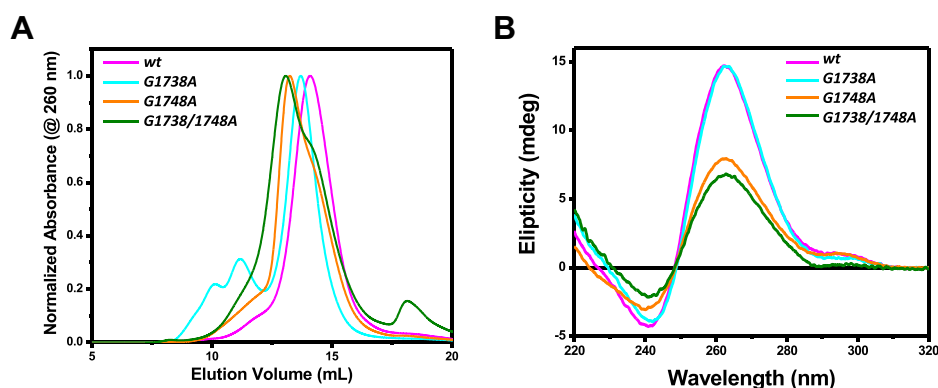 A
Normalized Absorbance (@ 260 nm)
1.0
0.8
0.6
0.4
0.2
0.0
wt
G1738A
G1748A
G1738/1748A
5
10
15
20
Elution Volume (mL)
B
Elipticity (mdeg)
15
10
5
0
-5
wt
G1738A
G1748A
G1738/1748A
220
240
260
280
300
320
Wavelength (nm)